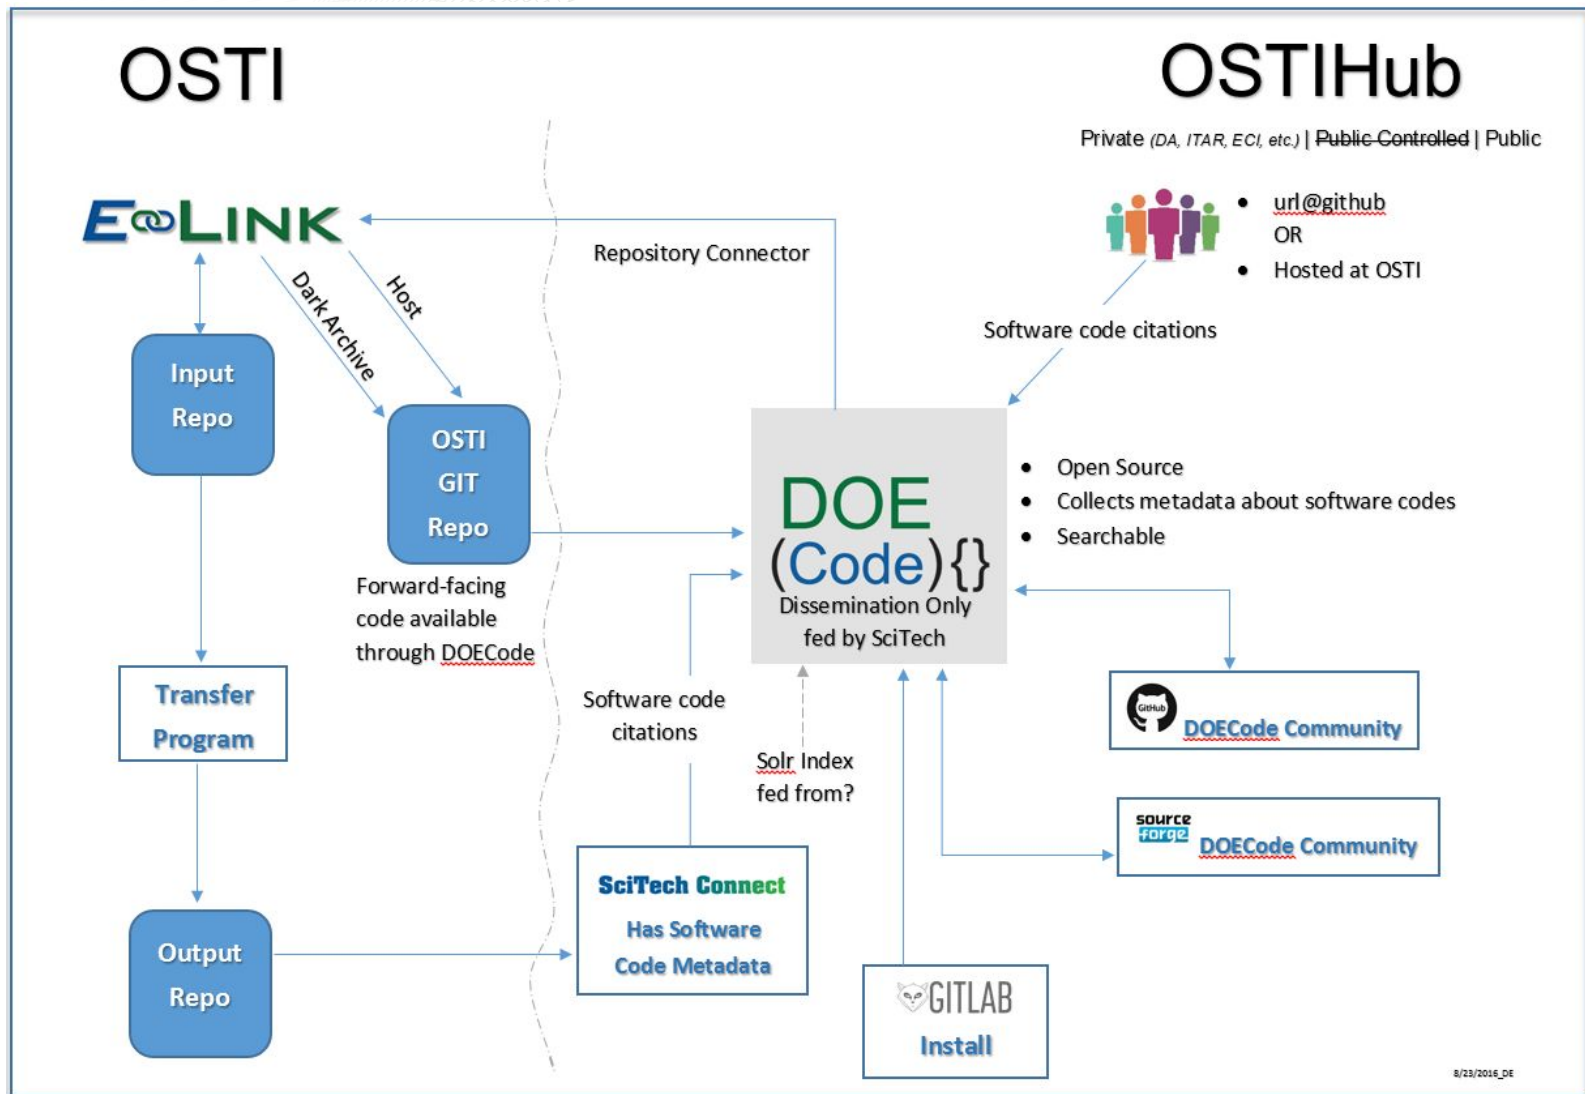 OSTI
OSTIHub
Private (DA, ITAR, ECI, etc.) | Public Controlled | Public
E LINK
Repository Connector
url@github
OR
Hosted at OSTI
Dark Archive
Host
Software code citations
Input
Repo
OSTI
GIT
Repo
Forward-facing
code available
through DOECode
DOE
(Code){}
Dissemination Only
fed by SciTech
Open Source
Collects metadata about software codes
Searchable
Transfer
Program
Software code
citations
Solr Index
fed from?
GitHub
DOECode Community
source
forge
DOECode Community
SciTech Connect
Has Software
Code Metadata
Output
Repo
GITLAB
Install
8/23/2016_DE